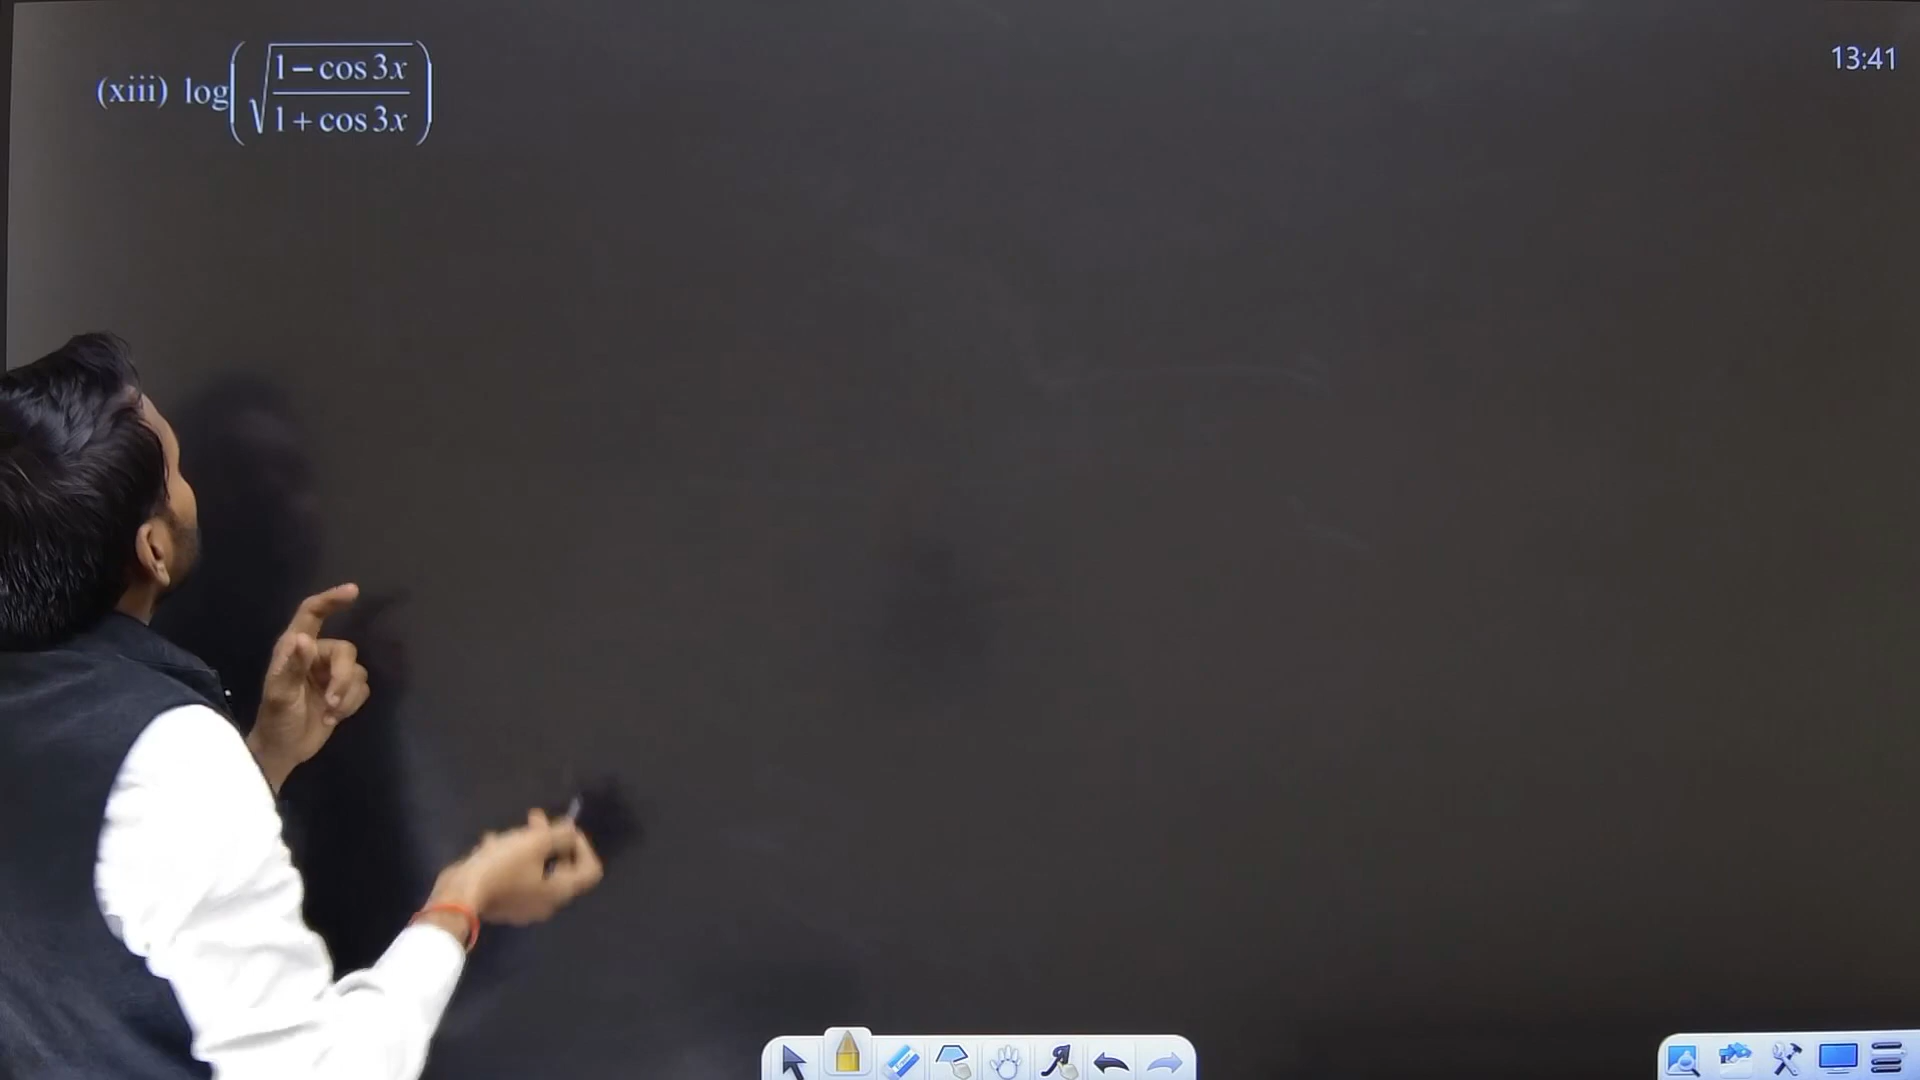 (xiii) log(√((1−cos 3x)/(1+cos 3x)))
13:41